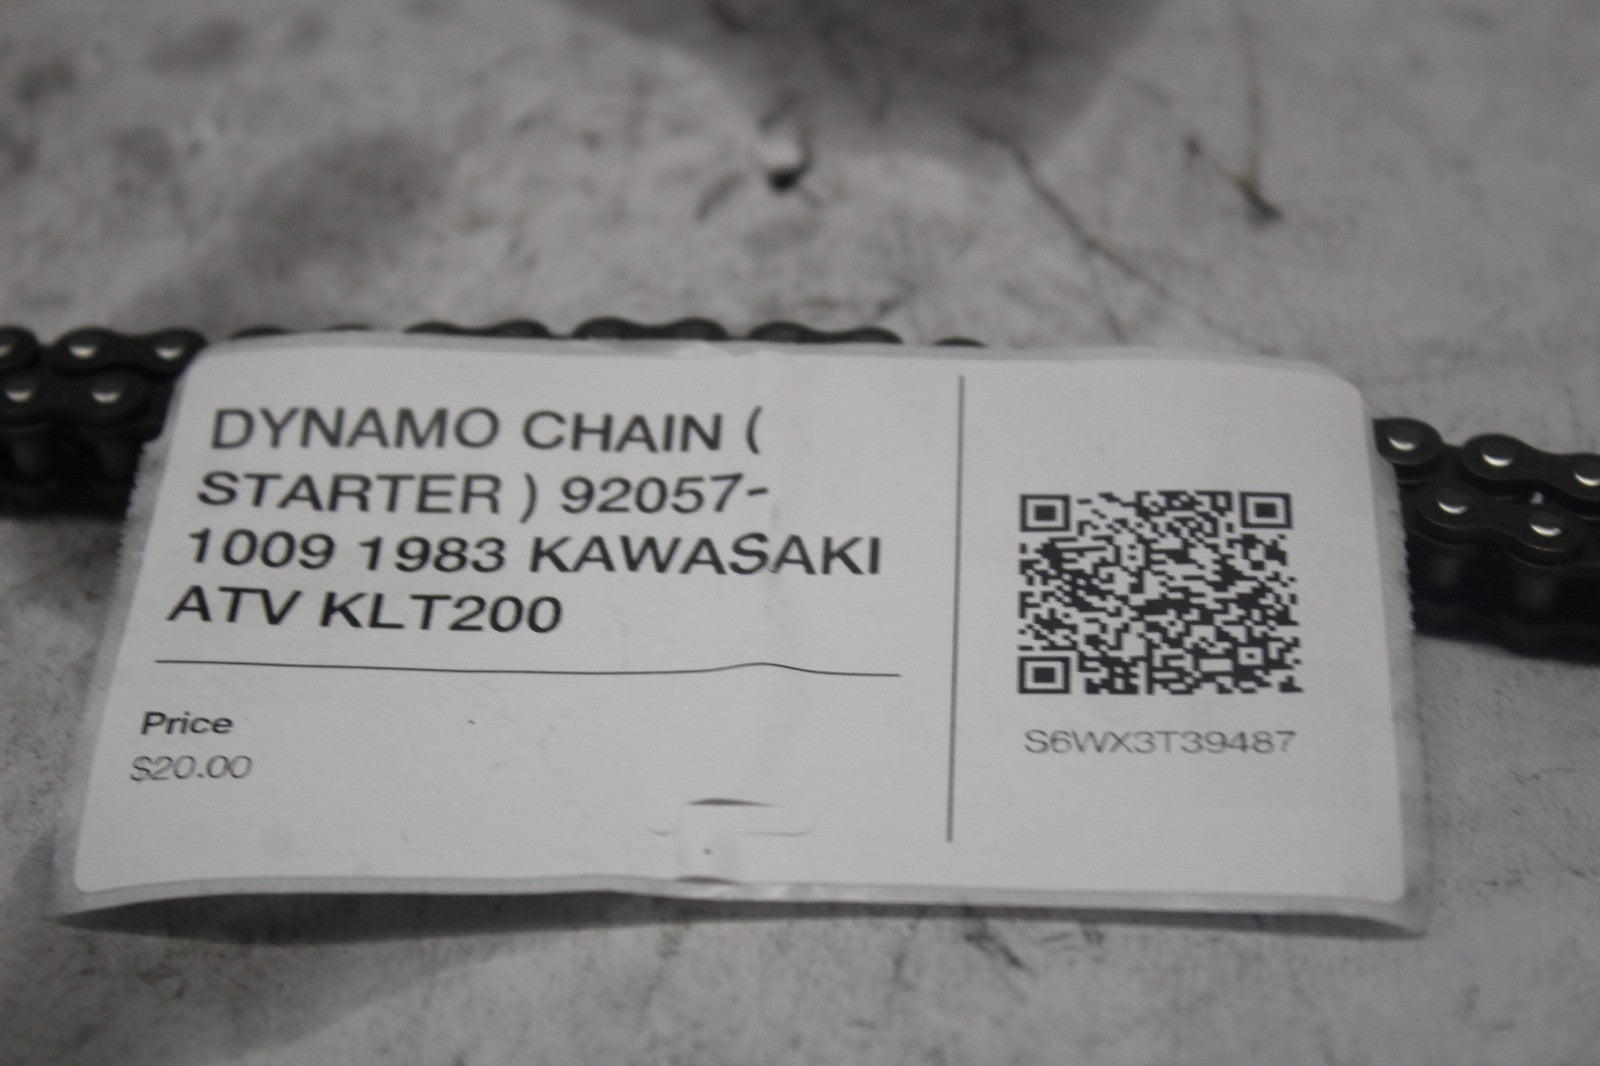 DYNAMO CHAIN (
STARTER ) 92057-
1009 1983 KAWASAKI
ATV KLT200
Price
$20.00
S6WX3T39487